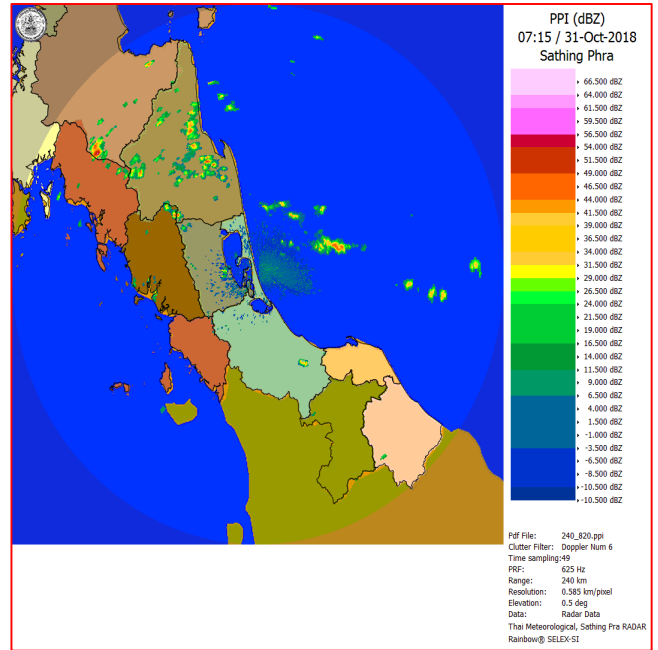 PPI (dBZ)
07:15 / 31-Oct-2018
Sathing Phra
66.500 dBZ
64.000 dBZ
61.500 dBZ
59.500 dBZ
56.500 dBZ
54.000 dBZ
51.500 dBZ
49.000 dBZ
46.500 dBZ
44.000 dBZ
41.500 dBZ
39.000 dBZ
36.500 dBZ
34.000 dBZ
31.500 dBZ
29.000 dBZ
26.500 dBZ
24.000 dBZ
21.500 dBZ
19.000 dBZ
16.500 dBZ
14.000 dBZ
11.500 dBZ
9.000 dBZ
6.500 dBZ
4.000 dBZ
1.500 dBZ
-1.000 dBZ
-3.500 dBZ
-6.500 dBZ
-8.500 dBZ
-10.500 dBZ
-10.500 dBZ
Pdf File: 240_820.ppi
Clutter Filter: Doppler Num 6
Time sampling:49
PRF: 625 Hz
Range: 240 km
Resolution: 0.585 km/pixel
Elevation: 0.5 deg
Data: Radar Data
Thai Meteorological, Sathing Pra RADAR
Rainbow® SELEX-SI